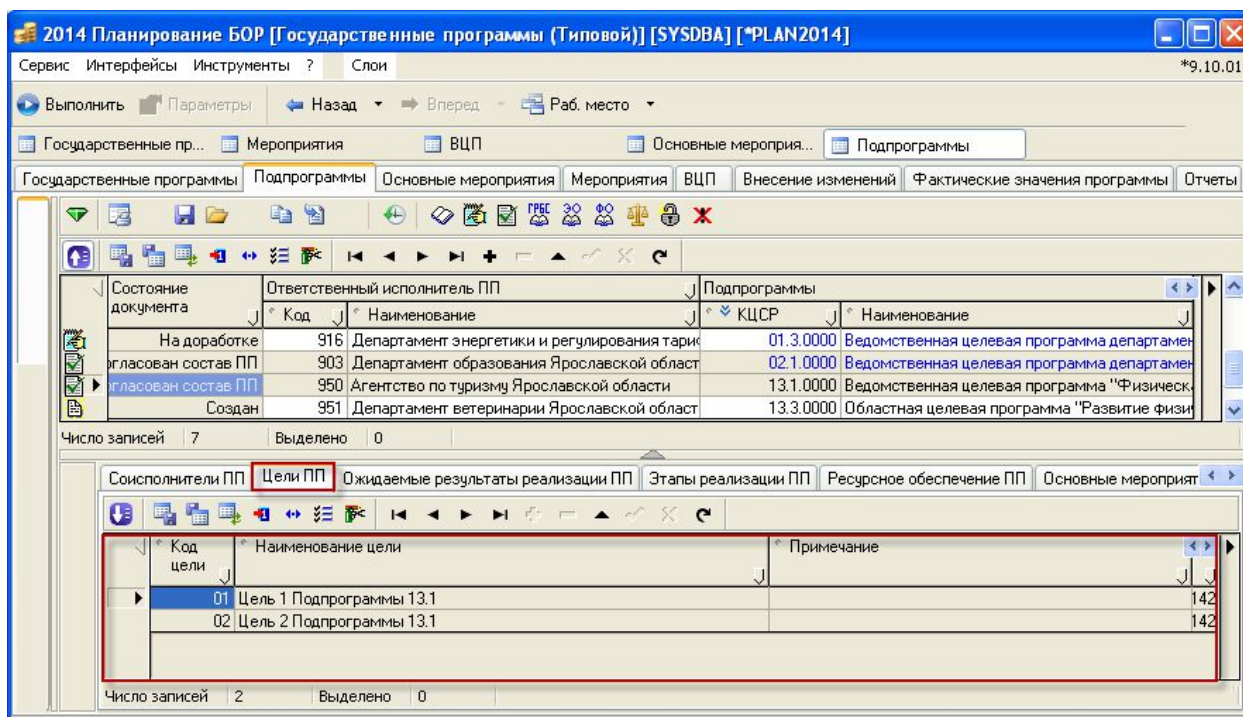 2014 Планирование БОР [Государственные программы (Типовой)] [SYSDBA] [*PLAN2014]
Сервис Интерфейсы Инструменты ? Слои *9.10.01
Выполнить Параметры Назад Вперед Раб. место
Государственные пр... Мероприятия ВЦП Основные мероприя... Подпрограммы
Государственные программы Подпрограммы Основные мероприятия Мероприятия ВЦП Внесение изменений Фактические значения программы Отчеты
ГРБС ЭО ФО
Состояние документа Ответственный исполнитель ПП Подпрограммы
Код Наименование КЦСР Наименование
На доработке 916 Департамент энергетики и регулирования тари 01.3.0000 Ведомственная целевая программа департамен
огласован состав ПП 903 Департамент образования Ярославской област 02.1.0000 Ведомственная целевая программа департамен
огласован состав ПП 950 Агентство по туризму Ярославской области 13.1.0000 Ведомственная целевая программа "Физическ
Создан 951 Департамент ветеринарии Ярославской област 13.3.0000 Областная целевая программа "Развитие физи
Число записей 7 Выделено 0
Соисполнители ПП Цели ПП Ожидаемые результаты реализации ПП Этапы реализации ПП Ресурсное обеспечение ПП Основные мероприят
Код цели Наименование цели Примечание
01 Цель 1 Подпрограммы 13.1 142
02 Цель 2 Подпрограммы 13.1 142
Число записей 2 Выделено 0